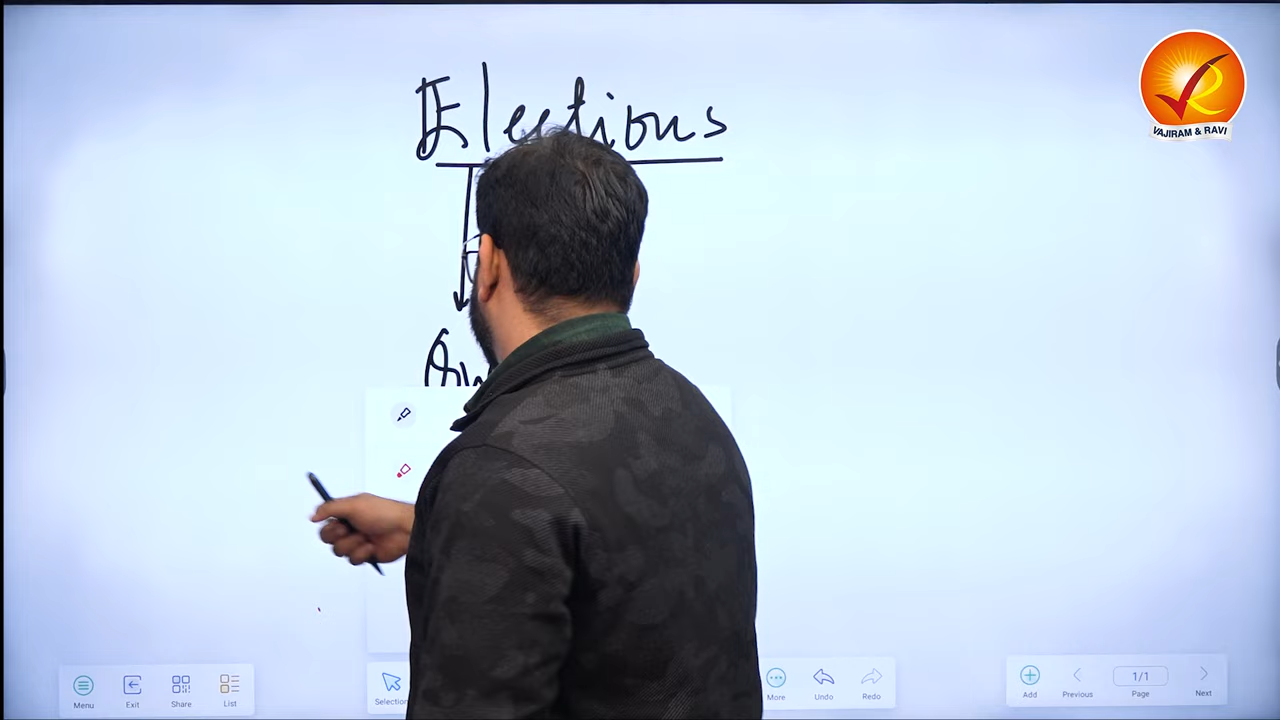 Elections
VAJIRAM & RAVI
Menu
Exit
Share
List
Selection
More
Undo
Redo
Add
Previous
1/1
Page
Next